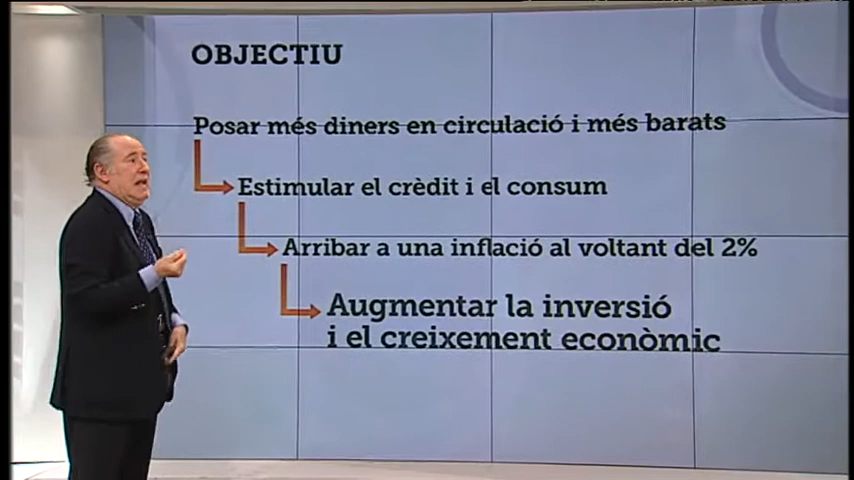 OBJECTIU
Posar més diners en circulació i més barats
Estimular el crèdit i el consum
Arribar a una inflació al voltant del 2%
Augmentar la inversió
i el creixement econòmic